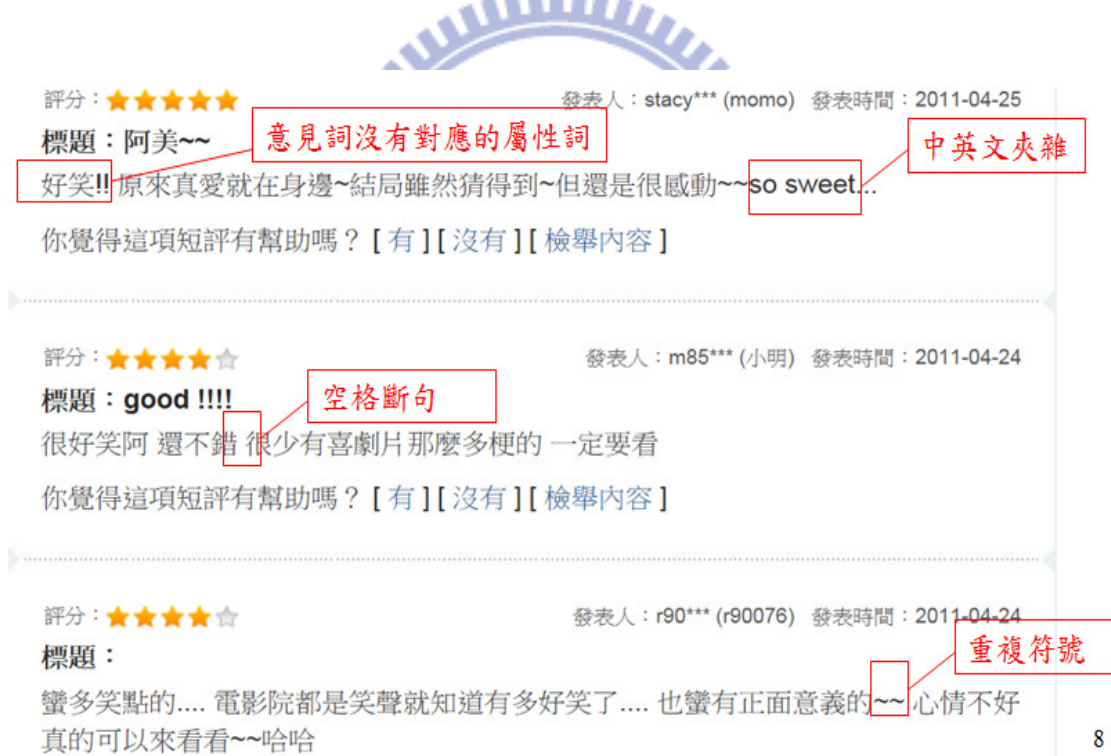 評分：★★★★★ 發表人：stacy*** (momo) 發表時間：2011-04-25
標題：阿美~~
意見詞沒有對應的屬性詞
中英文夾雜
好笑!! 原來真愛就在身邊~結局雖然猜得到~但還是很感動~~so sweet...
你覺得這項短評有幫助嗎？ [ 有 ] [ 沒有 ] [ 檢舉內容 ]
評分：★★★★☆ 發表人：m85*** (小明) 發表時間：2011-04-24
標題：good !!!!
空格斷句
很好笑阿 還不錯 很少有喜劇片那麼多梗的 一定要看
你覺得這項短評有幫助嗎？ [ 有 ] [ 沒有 ] [ 檢舉內容 ]
評分：★★★★☆ 發表人：r90*** (r90076) 發表時間：2011-04-24
標題：
重複符號
蠻多笑點的.... 電影院都是笑聲就知道有多好笑了.... 也蠻有正面意義的~~ 心情不好
真的可以來看看~~哈哈
8